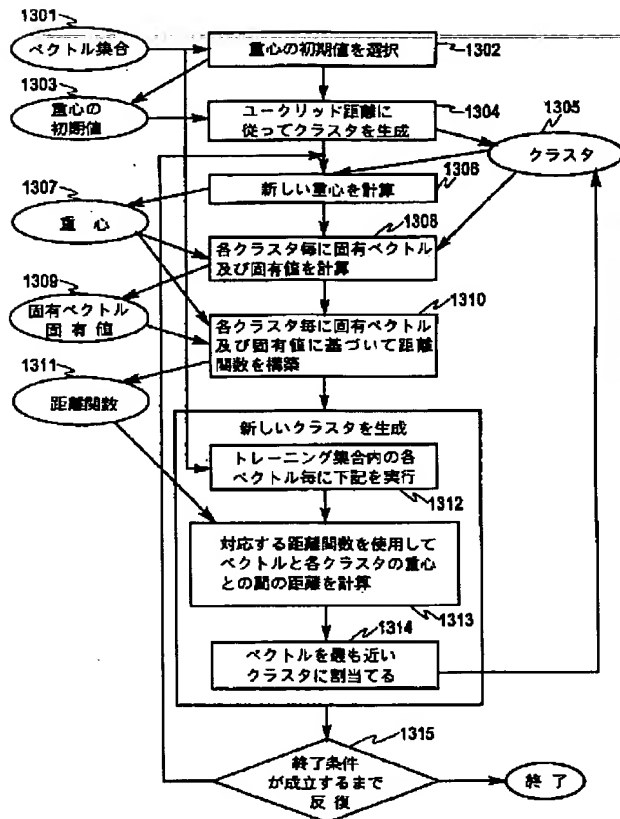 1301
ベクトル集合
重心の初期値を選択
1302
1303
重心の
初期値
ユークリッド距離に
従ってクラスタを生成
1304
1305
クラスタ
新しい重心を計算
1306
1307
重心
1308
各クラスタ毎に固有ベクトル
及び固有値を計算
1309
固有ベクトル
固有値
1310
各クラスタ毎に固有ベクトル
及び固有値に基づいて距離
関数を構築
1311
距離関数
新しいクラスタを生成
トレーニング集合内の各
ベクトル毎に下記を実行
1312
対応する距離関数を使用して
ベクトルと各クラスタの重心
との間の距離を計算
1313
1314
ベクトルを最も近い
クラスタに割当てる
1315
終了条件
が成立するまで
反復
終了